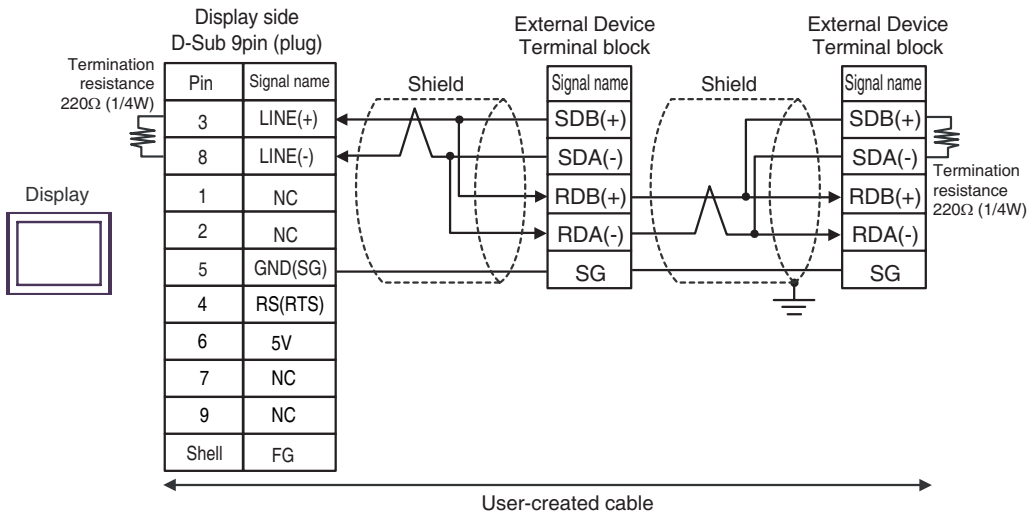 Display side
D-Sub 9pin (plug)
External Device
Terminal block
External Device
Terminal block
Termination
resistance
220Ω (1/4W)
Pin Signal name
Shield
Signal name
Shield
Signal name
3 LINE(+)
SDB(+)
SDB(+)
8 LINE(-)
SDA(-)
SDA(-)
Termination
resistance
220Ω (1/4W)
Display
1 NC
RDB(+)
RDB(+)
2 NC
RDA(-)
RDA(-)
5 GND(SG)
SG
SG
4 RS(RTS)
6 5V
7 NC
9 NC
Shell FG
User-created cable